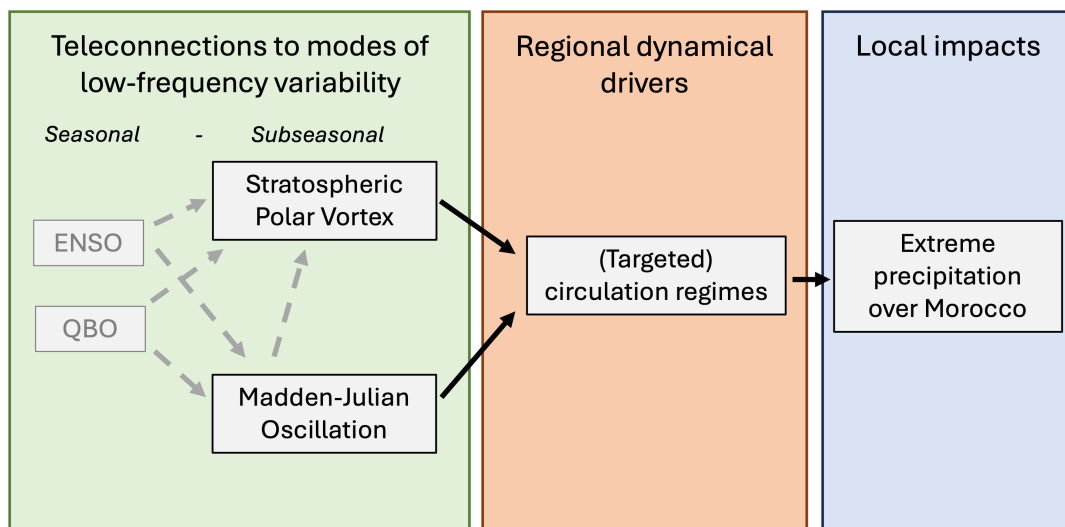 Teleconnections to modes of
low-frequency variability
Seasonal - Subseasonal
Stratospheric
Polar Vortex
ENSO
QBO
Madden-Julian
Oscillation
Regional dynamical
drivers
(Targeted)
circulation regimes
Local impacts
Extreme
precipitation
over Morocco